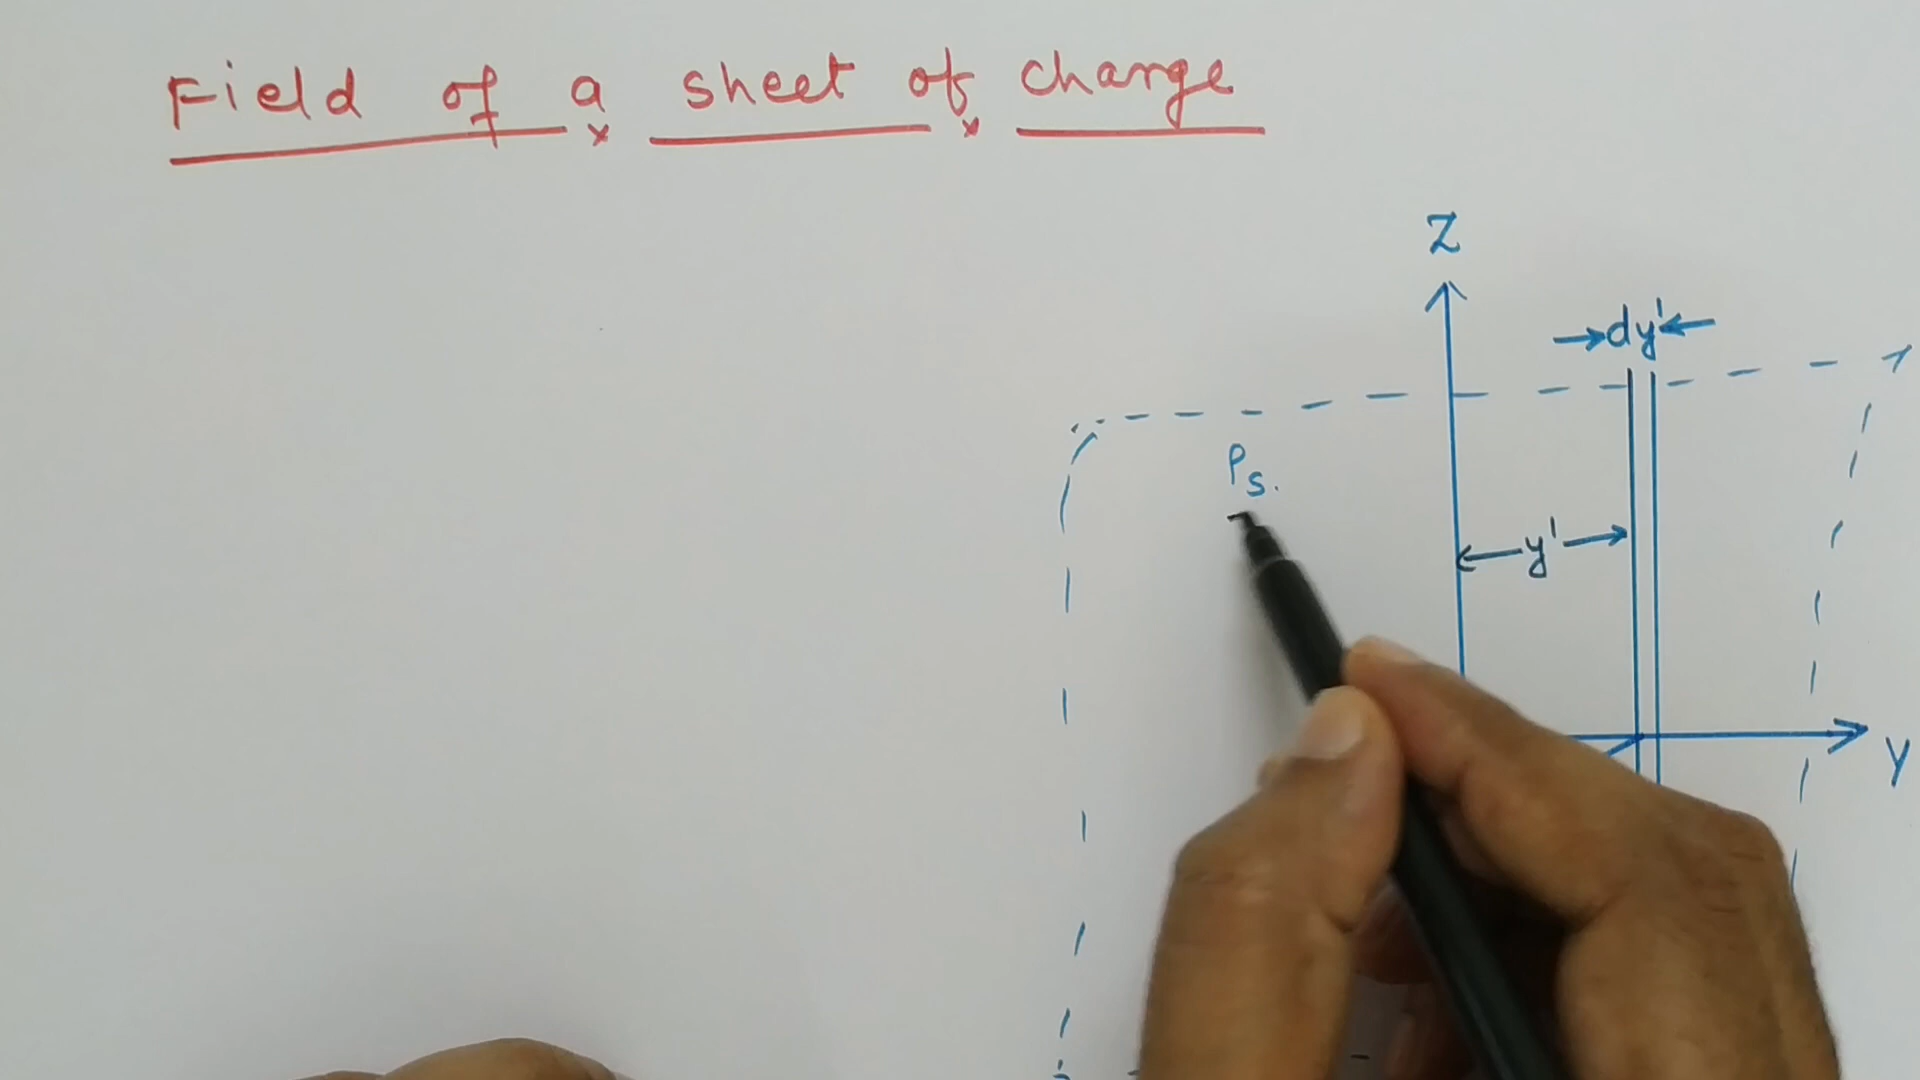 Field of a sheet of charge
Z
dy'
ρs.
y'
y